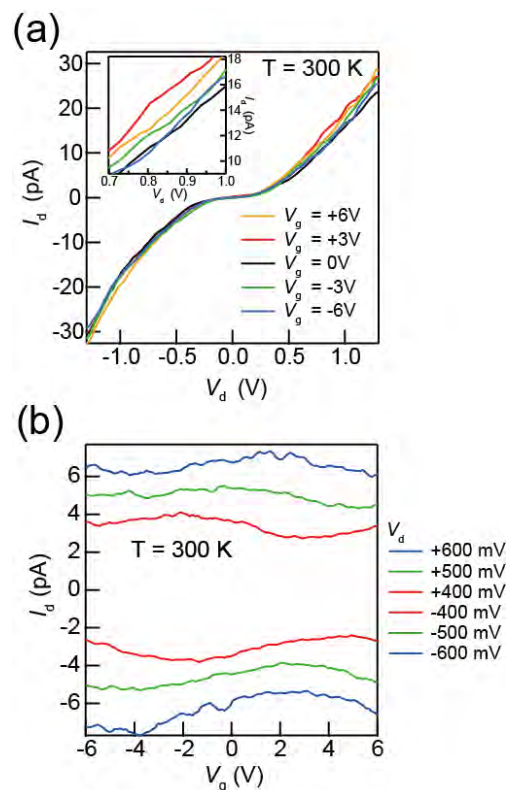 (a)
30
20
10
0
-10
-20
-30
I_d (pA)
T = 300 K
18
16
14
12
10
I_d (pA)
0.7 0.8 0.9 1.0
V_d (V)
V_g = +6V
V_g = +3V
V_g = 0V
V_g = -3V
V_g = -6V
-1.0 -0.5 0.0 0.5 1.0
V_d (V)
(b)
6
4
2
0
-2
-4
-6
I_d (pA)
T = 300 K
V_d
+600 mV
+500 mV
+400 mV
-400 mV
-500 mV
-600 mV
-6 -4 -2 0 2 4 6
V_g (V)